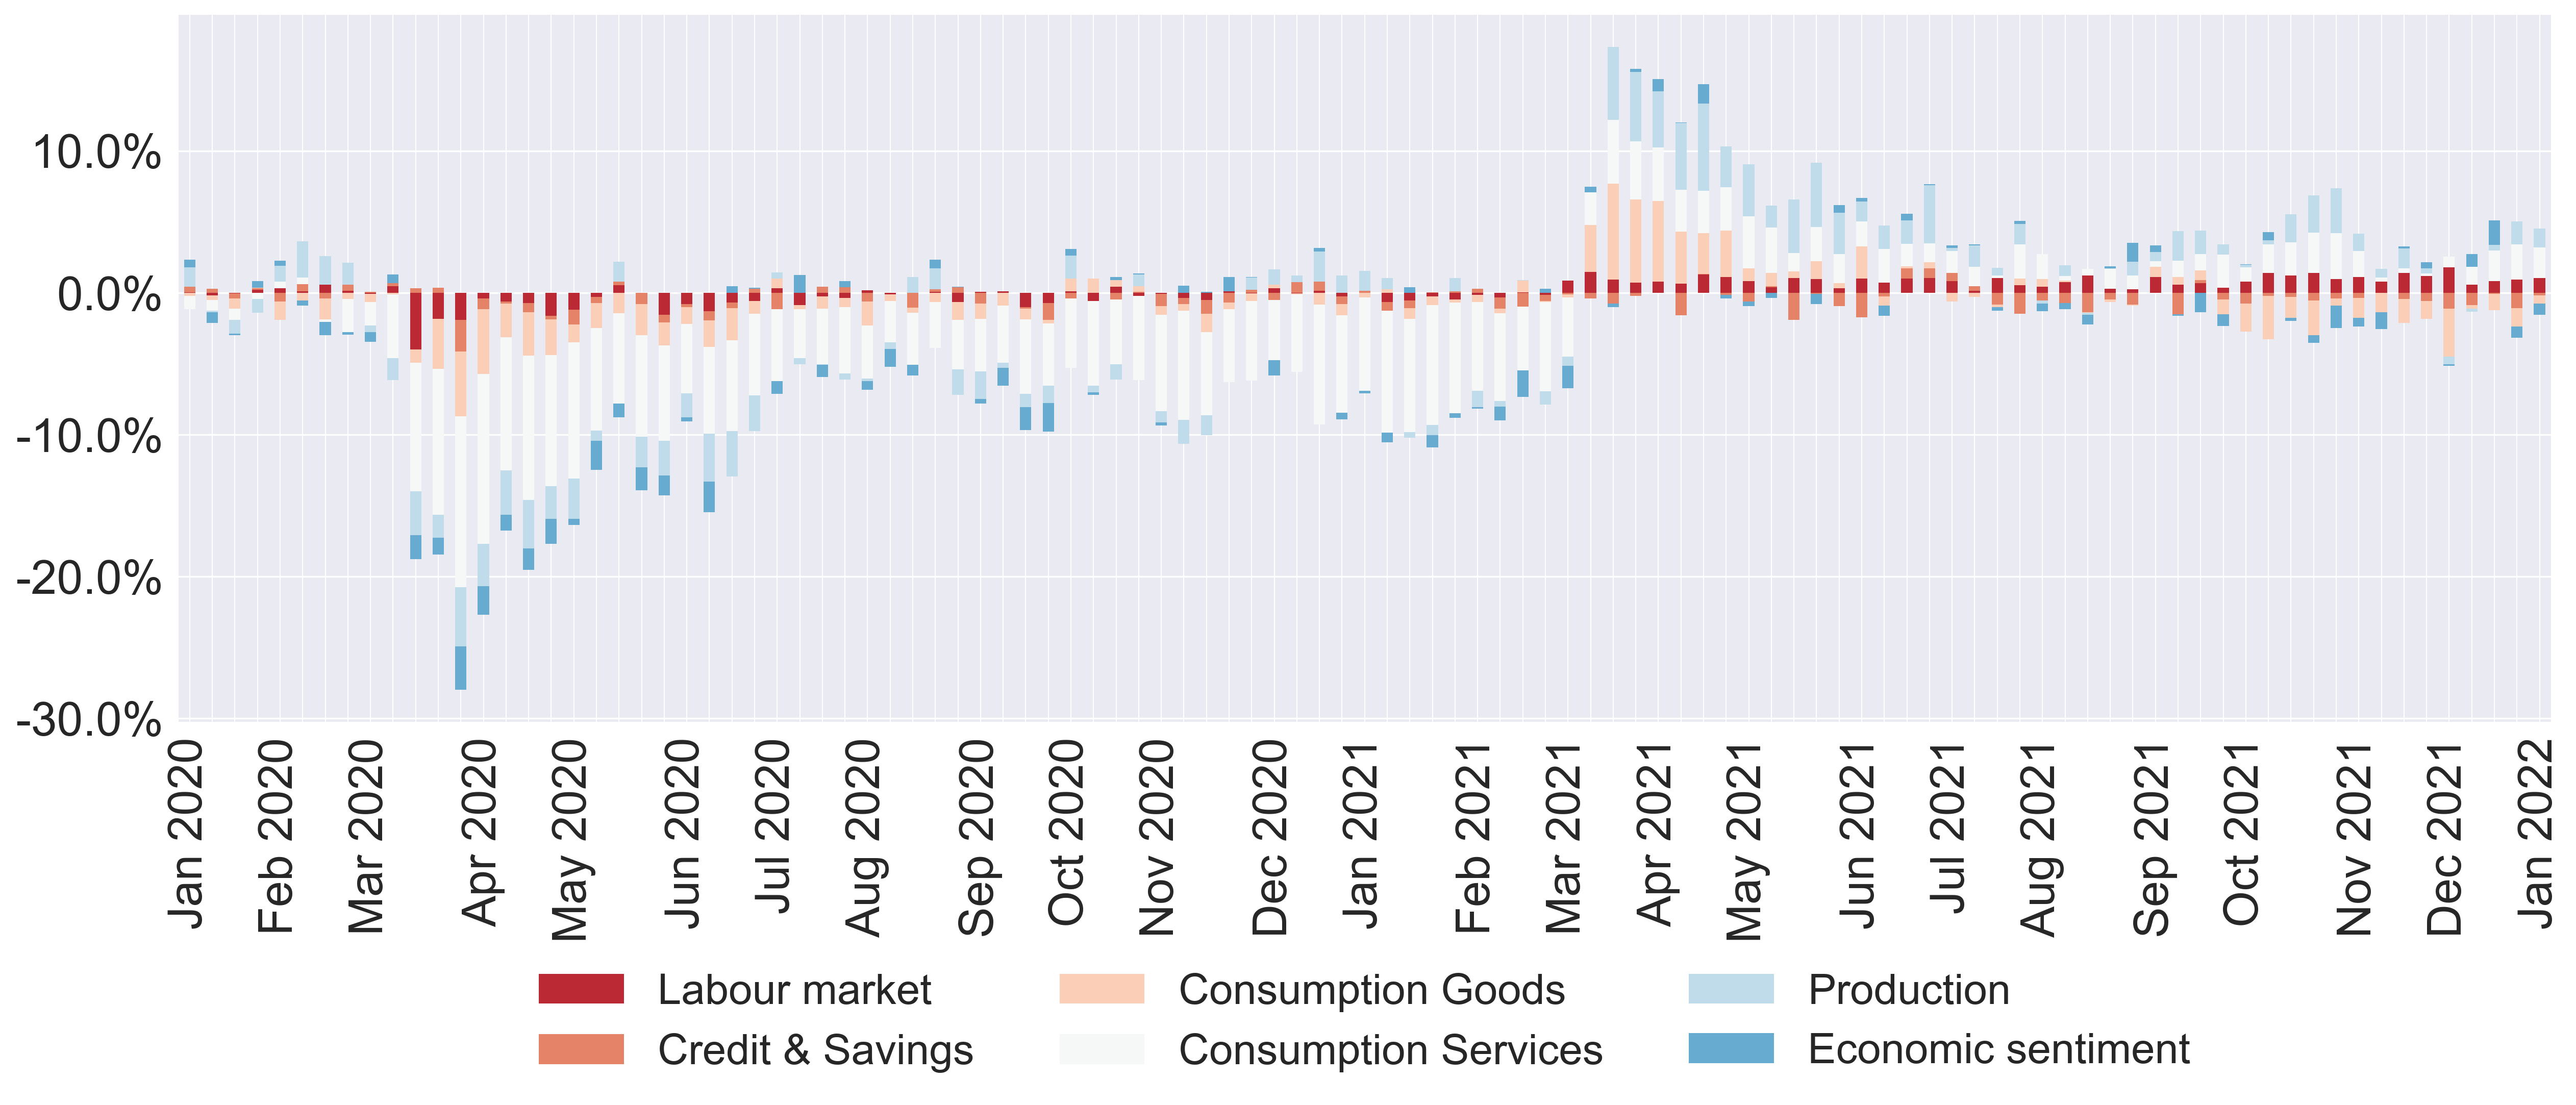 10.0%
0.0%
-10.0%
-20.0%
-30.0%
Jan 2020
Feb 2020
Mar 2020
Apr 2020
May 2020
Jun 2020
Jul 2020
Aug 2020
Sep 2020
Oct 2020
Nov 2020
Dec 2020
Jan 2021
Feb 2021
Mar 2021
Apr 2021
May 2021
Jun 2021
Jul 2021
Aug 2021
Sep 2021
Oct 2021
Nov 2021
Dec 2021
Jan 2022
Labour market
Credit & Savings
Consumption Goods
Consumption Services
Production
Economic sentiment